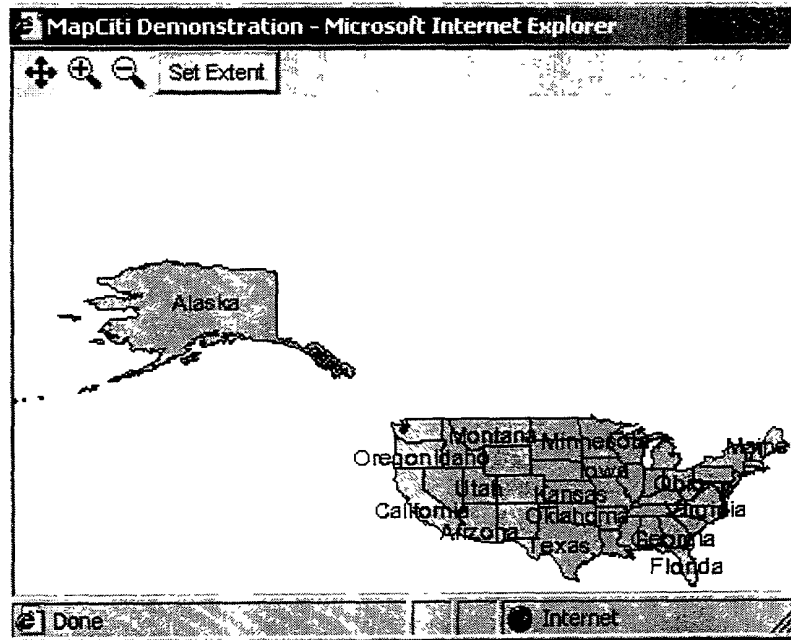 MapCiti Demonstration - Microsoft Internet Explorer
Set Extent
Alaska
Montana Minnesota Maine
Oregon Idaho Iowa Ohio
Utah Kansas Virginia
California Oklahoma
Arizona Texas Georgia
Florida
Done Internet